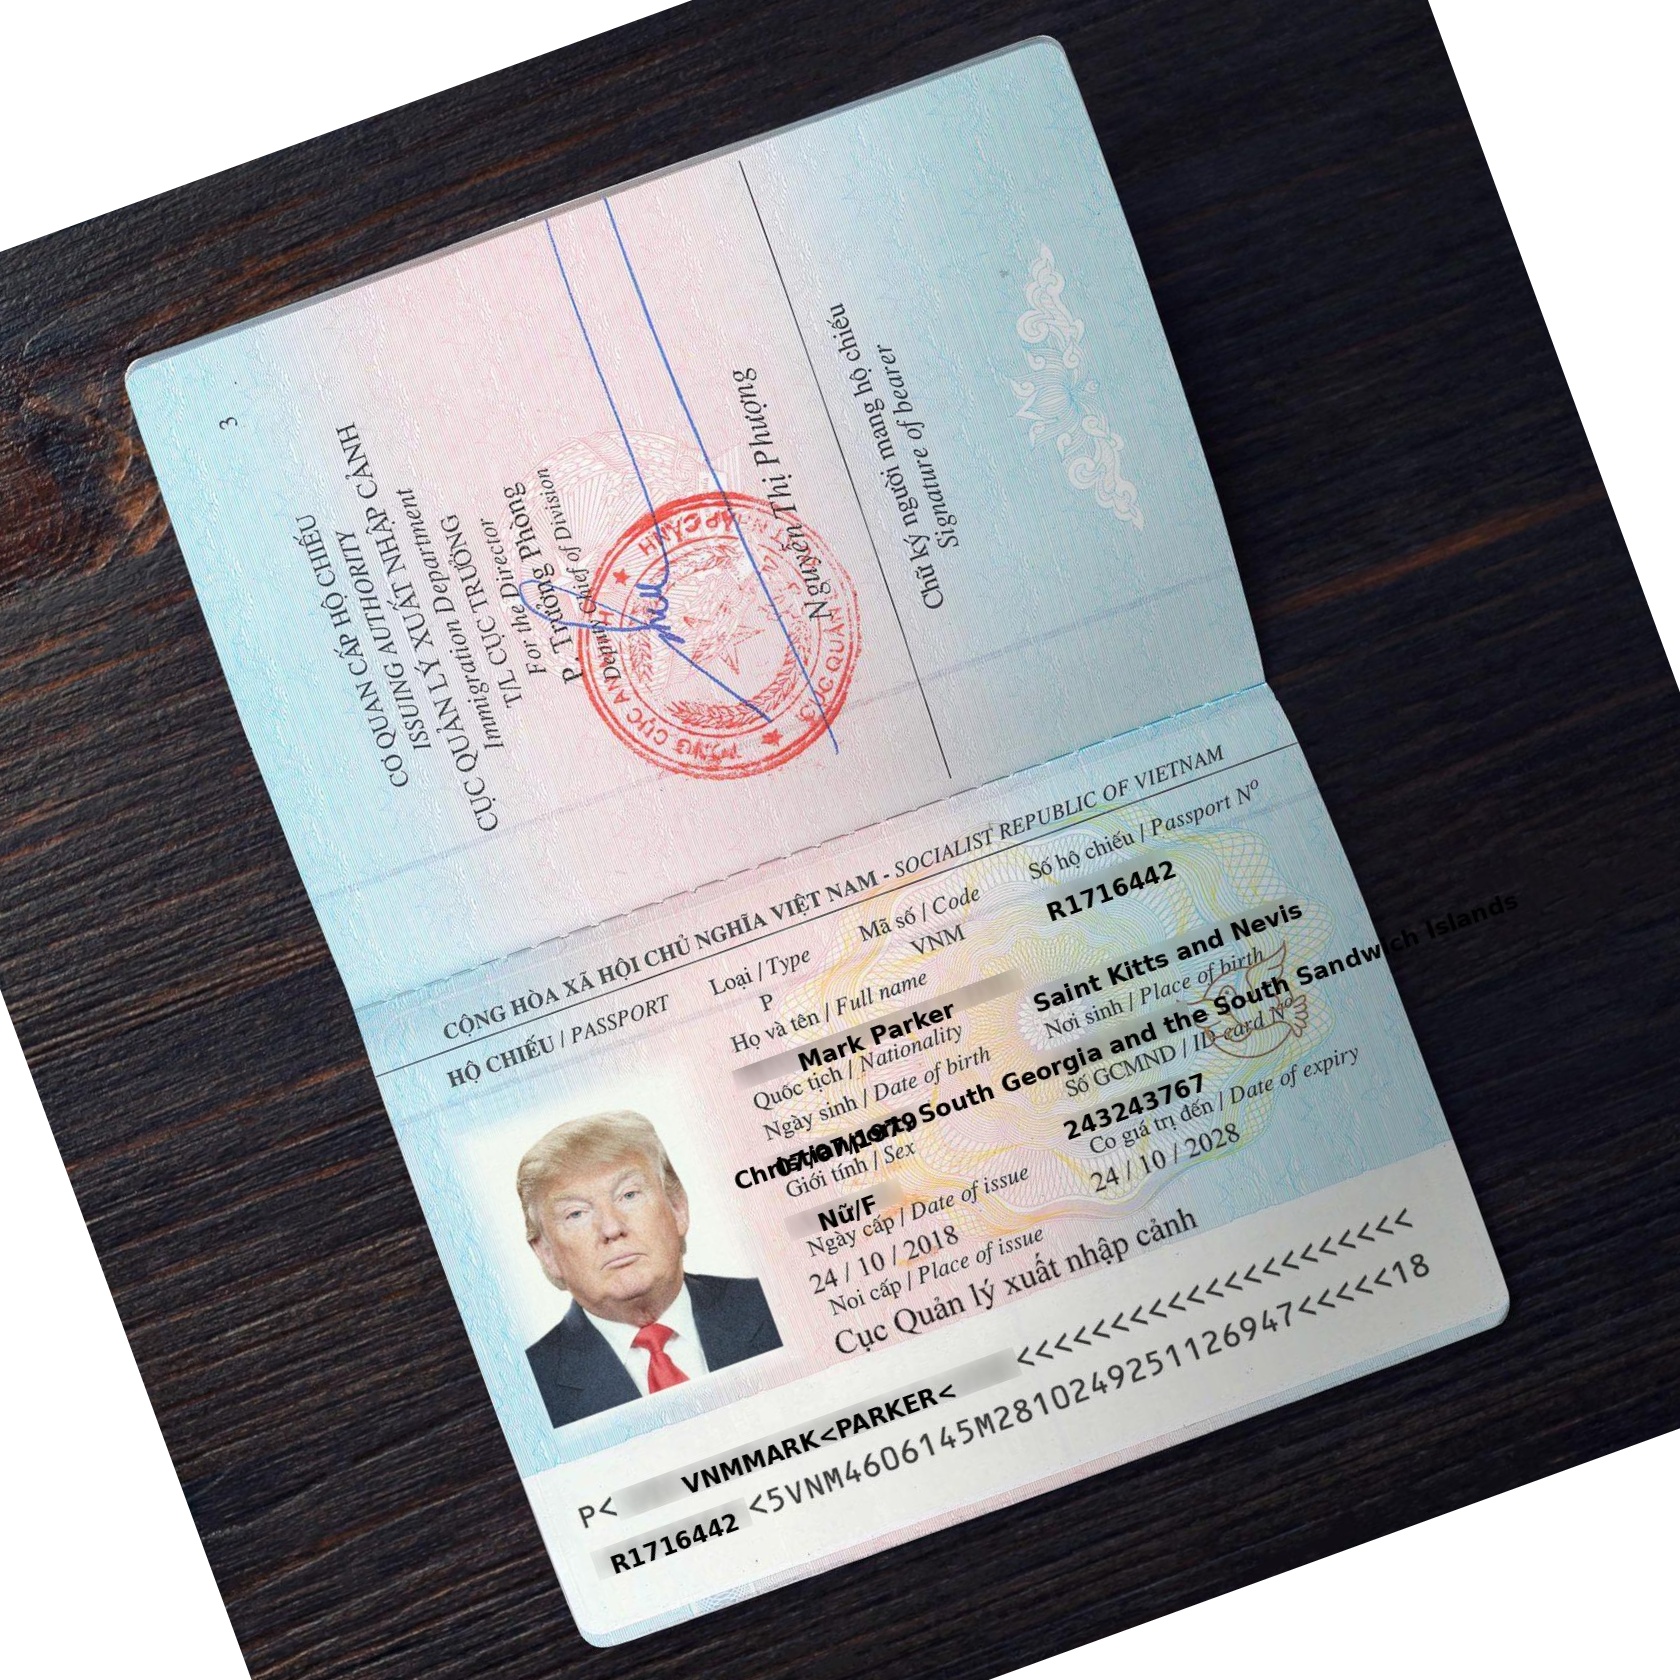 3
CƠ QUAN CẤP HỘ CHIẾU
ISSUING AUTHORITY
CỤC QUẢN LÝ XUẤT NHẬP CẢNH
Immigration Department
T/L CỤC TRƯỞNG
For the Director
P. Trưởng Phòng
Deputy Chief of Division
Nguyễn Thị Phượng
Chữ ký người mang hộ chiếu
Signature of bearer
CỘNG HÒA XÃ HỘI CHỦ NGHĨA VIỆT NAM - SOCIALIST REPUBLIC OF VIETNAM
HỘ CHIẾU / PASSPORT
Loại / Type
Mã số / Code
Số hộ chiếu / Passport Nº
P
VNM
R1716442
Họ và tên / Full name
Mark Parker
Saint Kitts and Nevis
Quốc tịch / Nationality
Nơi sinh / Place of birth
Ngày sinh / Date of birth
South Georgia and the South Sandwich Islands
07/07/1979
Số GCMND / ID card Nº
Giới tính / Sex
243243767
Nữ/F
Có giá trị đến / Date of expiry
Ngày cấp / Date of issue
24 / 10 / 2028
24 / 10 / 2018
Nơi cấp / Place of issue
Cục Quản lý xuất nhập cảnh
P< VNMMARK<PARKER< <<<<<<<<<<<<<<<<<<<<<
R1716442 <5VNM4606145M2810249251126947<<<<<18